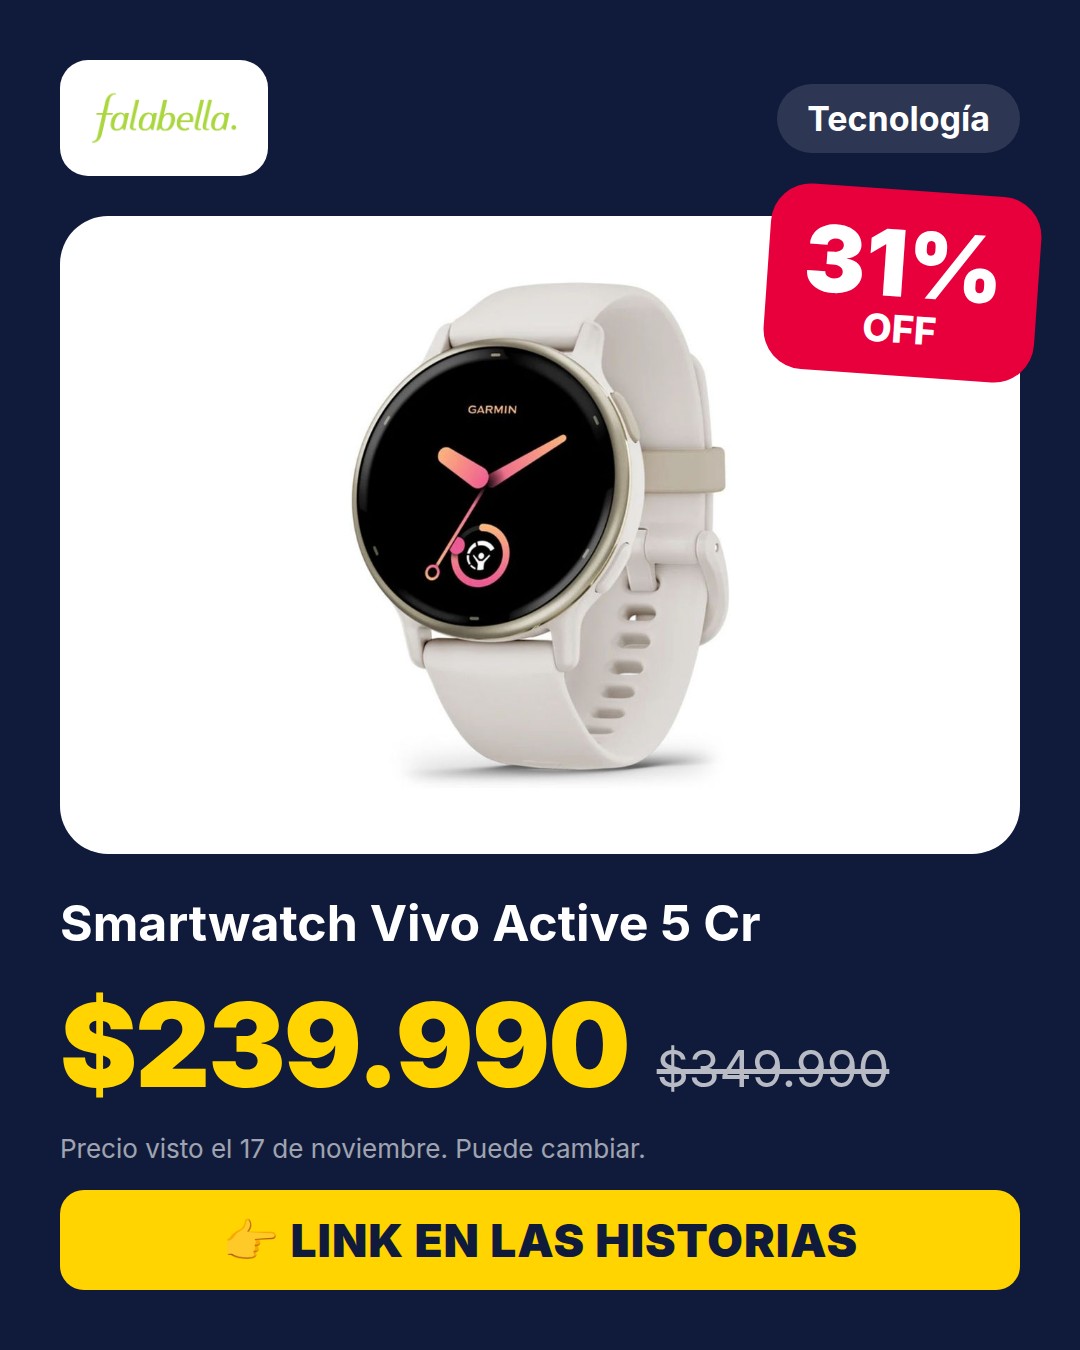 falabella.
Tecnología
31%
OFF
GARMIN
Smartwatch Vivo Active 5 Cr
$239.990 $349.990
Precio visto el 17 de noviembre. Puede cambiar.
👉 LINK EN LAS HISTORIAS